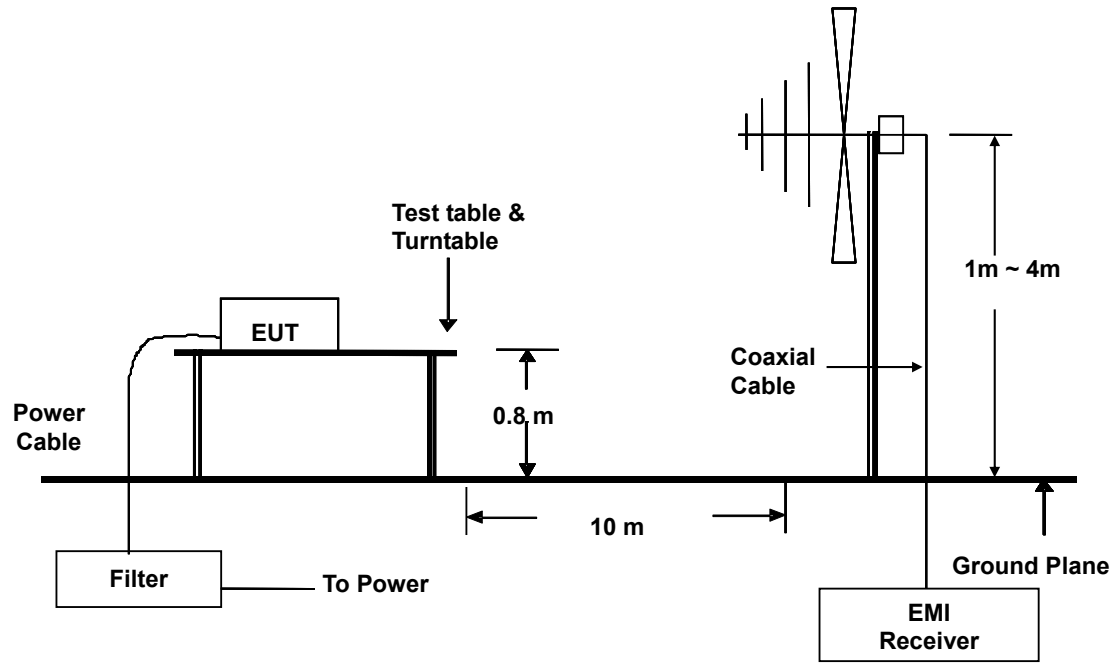 Test table &
Turntable
1m ~ 4m
EUT
Coaxial
Cable
Power
Cable
0.8 m
10 m
Ground Plane
Filter
To Power
EMI
Receiver